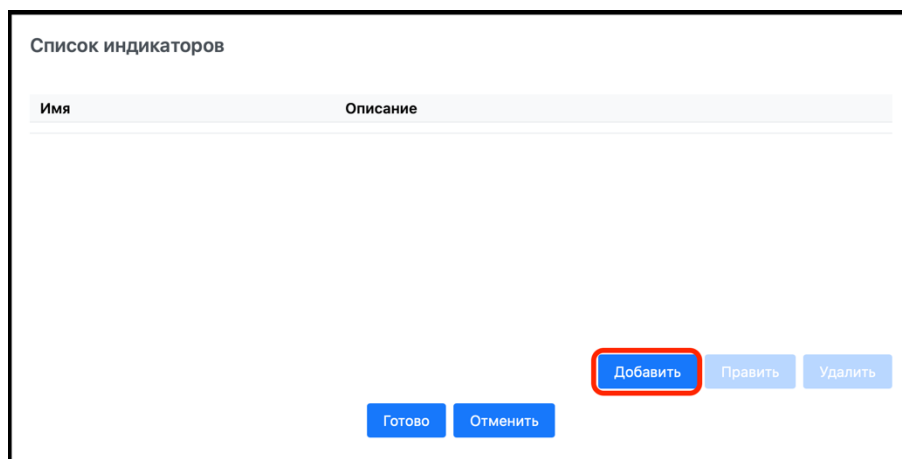 Список индикаторов
Имя Описание
Добавить Править Удалить
Готово Отменить